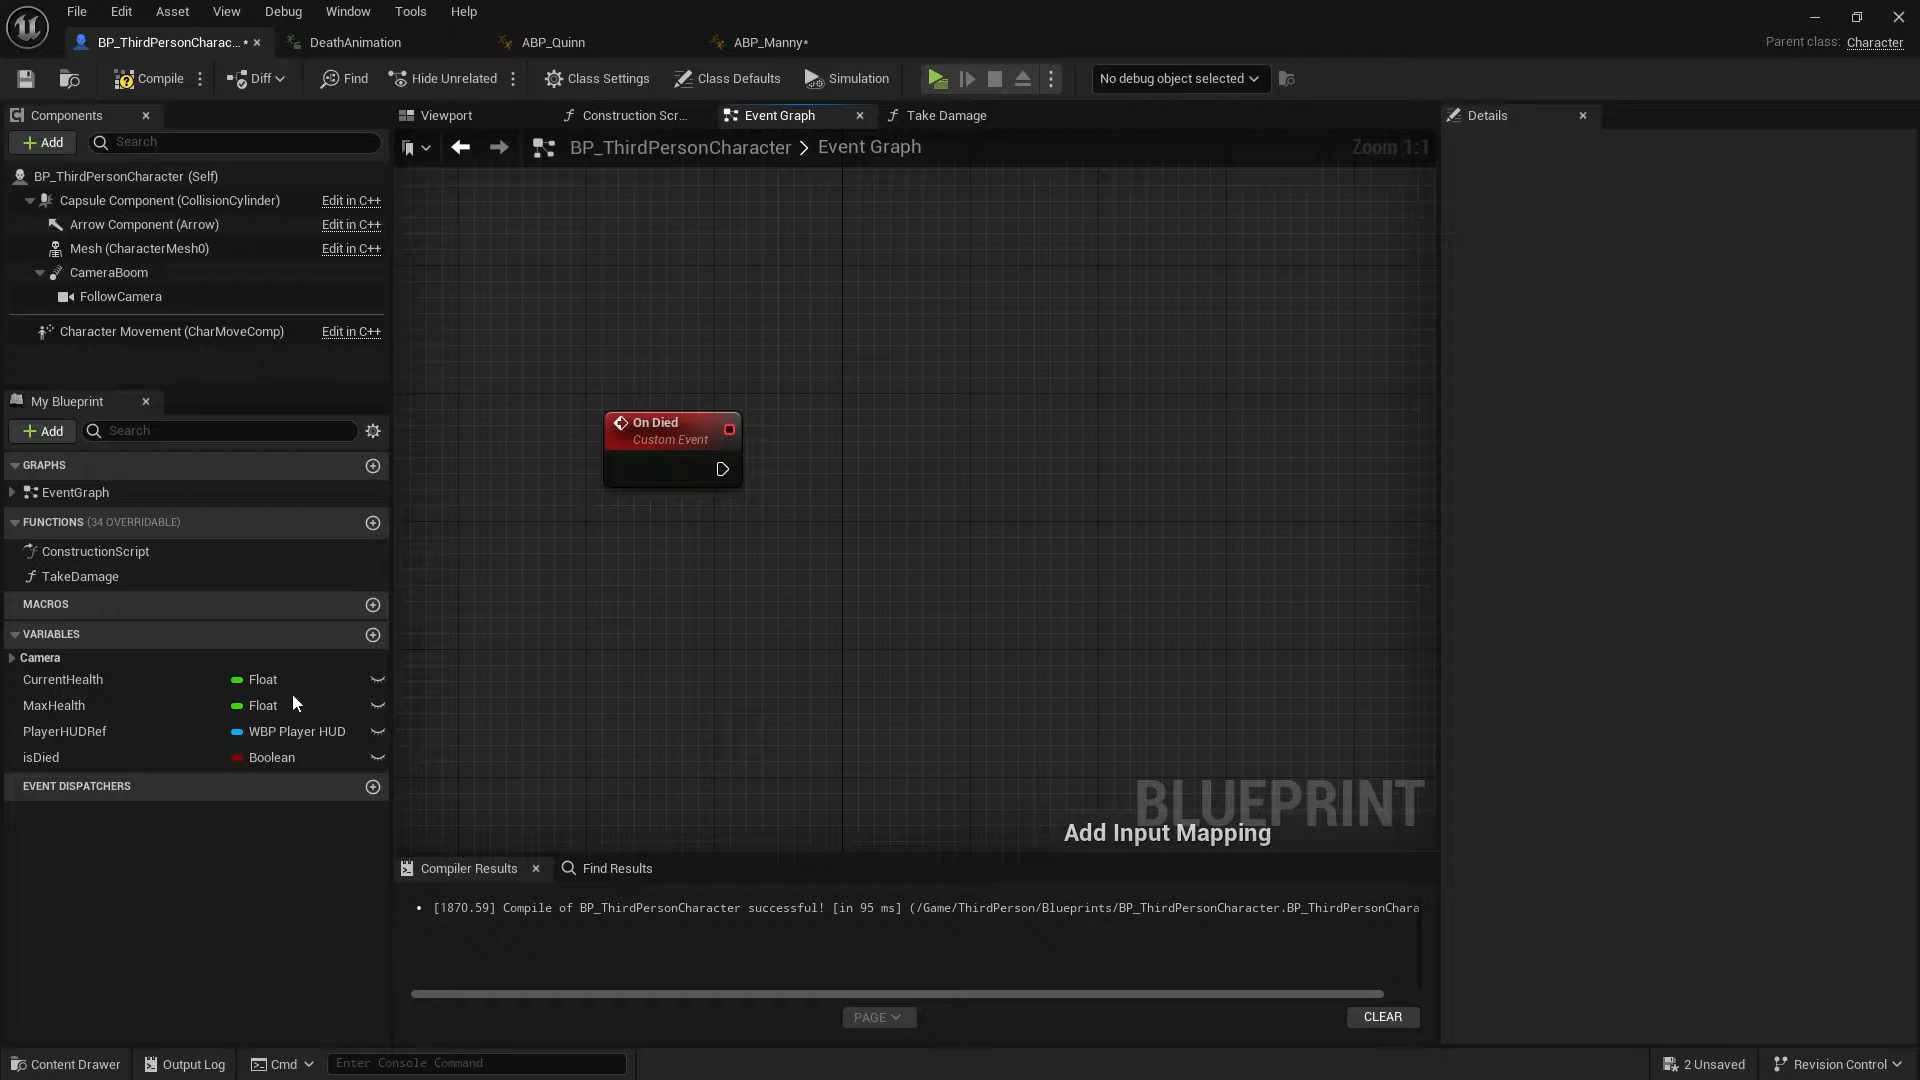 File Edit Asset View Debug Window Tools Help
BP_ThirdPersonCharac... * DeathAnimation ABP_Quinn ABP_Manny*
Parent class: Character
Compile Diff Find Hide Unrelated Class Settings Class Defaults Simulation No debug object selected
Components
Add Search
BP_ThirdPersonCharacter (Self)
Capsule Component (CollisionCylinder) Edit in C++
Arrow Component (Arrow) Edit in C++
Mesh (CharacterMesh0) Edit in C++
CameraBoom
FollowCamera
Character Movement (CharMoveComp) Edit in C++
My Blueprint
Add Search
GRAPHS
EventGraph
FUNCTIONS (34 OVERRIDABLE)
ConstructionScript
TakeDamage
MACROS
VARIABLES
Camera
CurrentHealth Float
MaxHealth Float
PlayerHUDRef WBP Player HUD
isDied Boolean
EVENT DISPATCHERS
Viewport Construction Scr... Event Graph Take Damage
BP_ThirdPersonCharacter > Event Graph
Zoom 1:1
On Died
Custom Event
BLUEPRINT
Add Input Mapping
Compiler Results Find Results
• [1870.59] Compile of BP_ThirdPersonCharacter successful! [in 95 ms] (/Game/ThirdPerson/Blueprints/BP_ThirdPersonCharacter.BP_ThirdPersonChara
PAGE
CLEAR
Details
Content Drawer Output Log Cmd Enter Console Command
2 Unsaved Revision Control